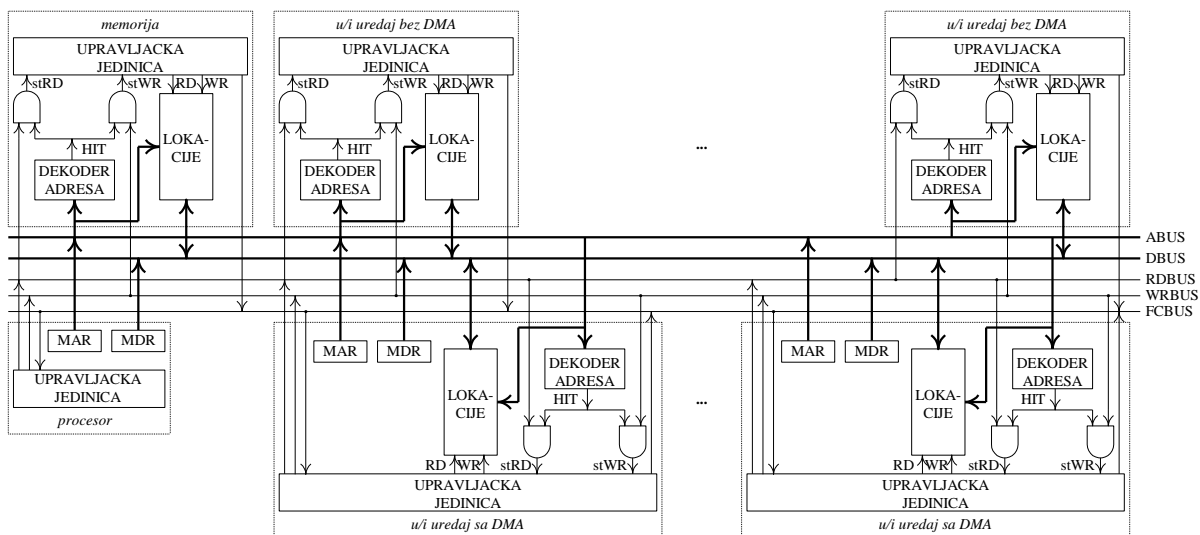 memorija
UPRAVLJACKA
JEDINICA
stRD
stWR
RD
WR
HIT
LOKA-
CIJE
DEKODER
ADRESA
u/i uredaj bez DMA
UPRAVLJACKA
JEDINICA
stRD
stWR
RD
WR
HIT
LOKA-
CIJE
DEKODER
ADRESA
...
u/i uredaj bez DMA
UPRAVLJACKA
JEDINICA
stRD
stWR
RD
WR
HIT
LOKA-
CIJE
DEKODER
ADRESA
ABUS
DBUS
RDBUS
WRBUS
FCBUS
MAR
MDR
UPRAVLJACKA
JEDINICA
procesor
MAR
MDR
LOKA-
CIJE
DEKODER
ADRESA
HIT
RD
WR
stRD
stWR
UPRAVLJACKA
JEDINICA
u/i uredaj sa DMA
...
MAR
MDR
LOKA-
CIJE
DEKODER
ADRESA
HIT
RD
WR
stRD
stWR
UPRAVLJACKA
JEDINICA
u/i uredaj sa DMA